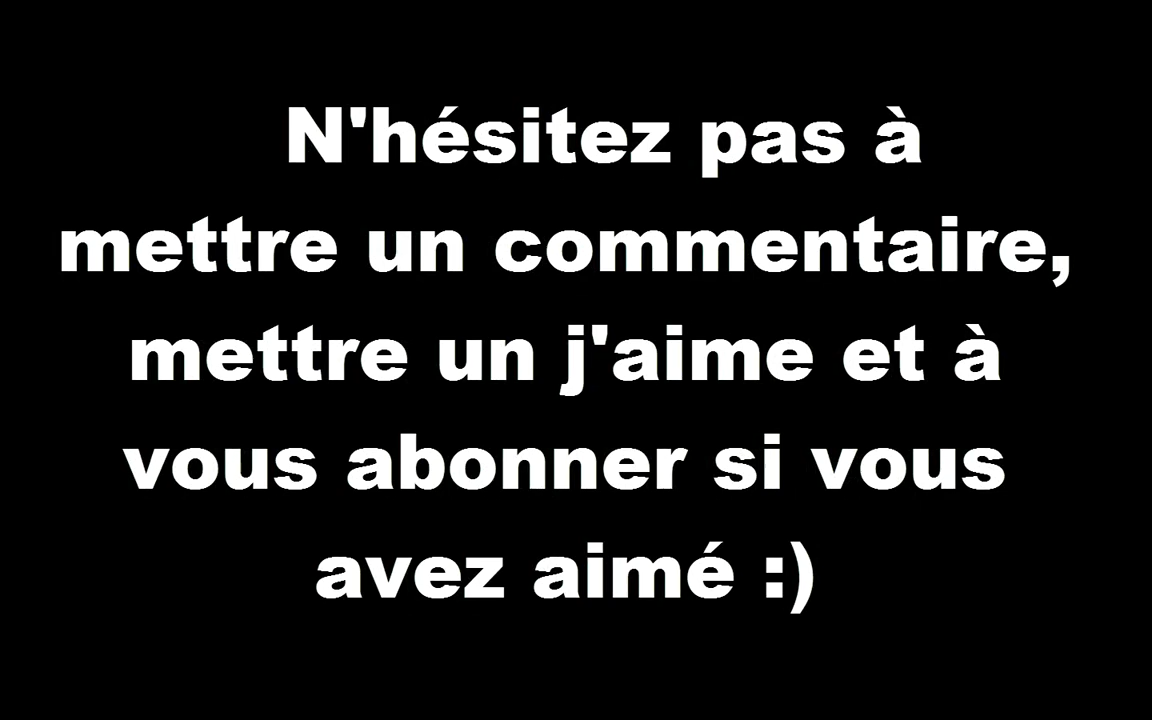 N'hésitez pas à
mettre un commentaire,
mettre un j'aime et à
vous abonner si vous
avez aimé :)